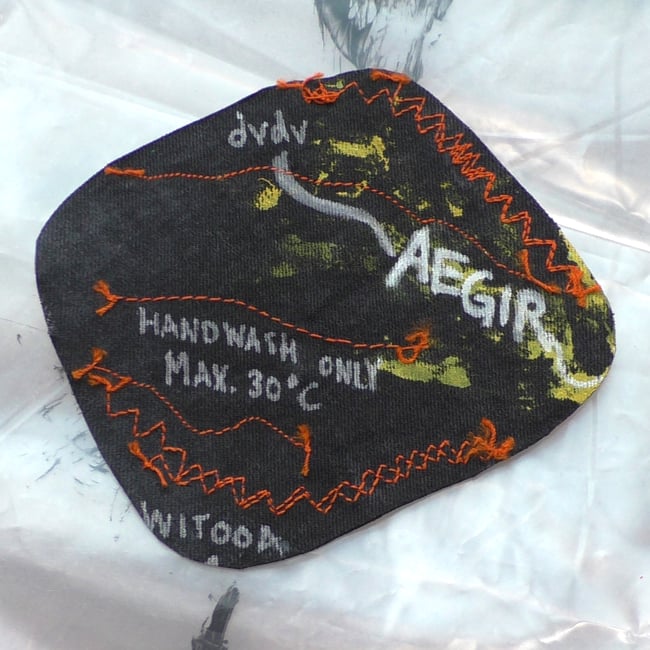 dvdv
AEGIR
HANDWASH ONLY
MAX. 30°C
WITOOA